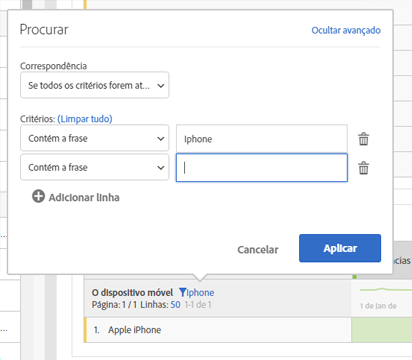 Procurar
Ocultar avançado
Correspondência
Se todos os critérios forem at...
Critérios: (Limpar tudo)
Contém a frase
Iphone
Contém a frase
Adicionar linha
Cancelar
Aplicar
ncias
O dispositivo móvel Iphone
Página: 1 / 1 Linhas: 50 1-1 de 1
1 de Jan de
1. Apple iPhone